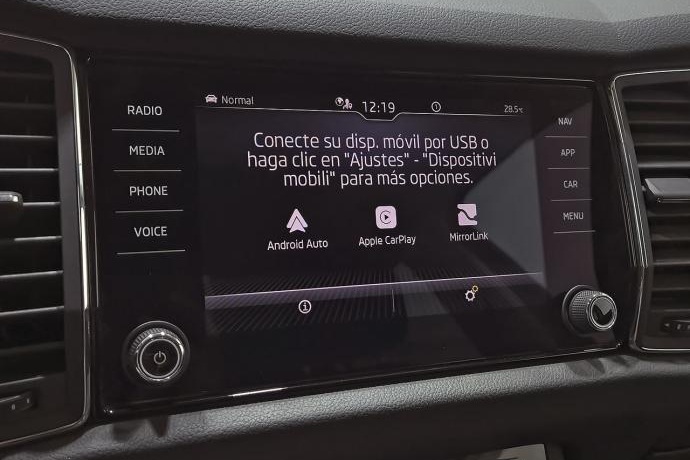 Normal
12:19
28.5°C
RADIO
MEDIA
PHONE
VOICE
Conecte su disp. móvil por USB o
haga clic en "Ajustes" - "Dispositivi
mobili" para más opciones.
Android Auto
Apple CarPlay
MirrorLink
NAV
APP
CAR
MENU